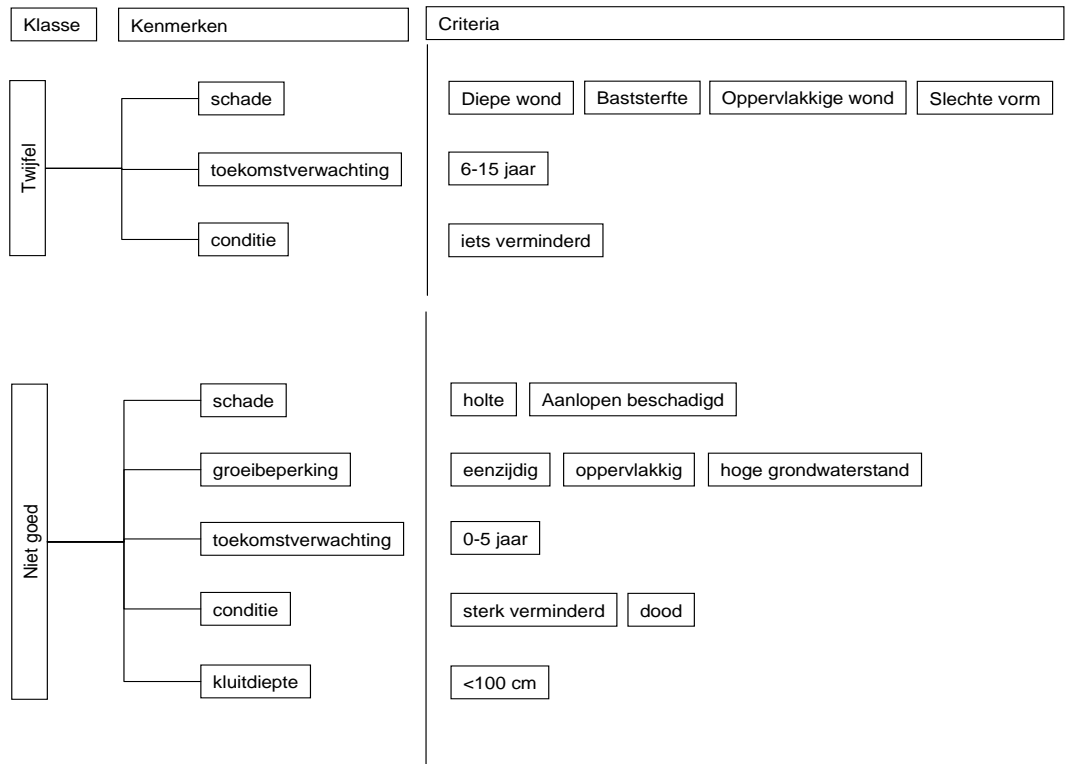 Klasse Kenmerken Criteria
Twijfel
schade Diepe wond Baststerfte Oppervlakkige wond Slechte vorm
toekomstverwachting 6-15 jaar
conditie iets verminderd
Niet goed
schade holte Aanlopen beschadigd
groeibeperking eenzijdig oppervlakkig hoge grondwaterstand
toekomstverwachting 0-5 jaar
conditie sterk verminderd dood
kluitdiepte <100 cm